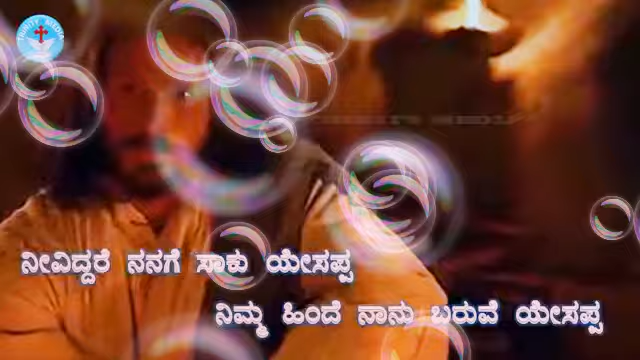 ನೀವಿದ್ದರೆ ನನಗೆ ಸಾಕು ಯೇಸಪ್ಪ
ನಿಮ್ಮ ಹಿಂದೆ ನಾನು ಬರುವೆ ಯೇಸಪ್ಪ